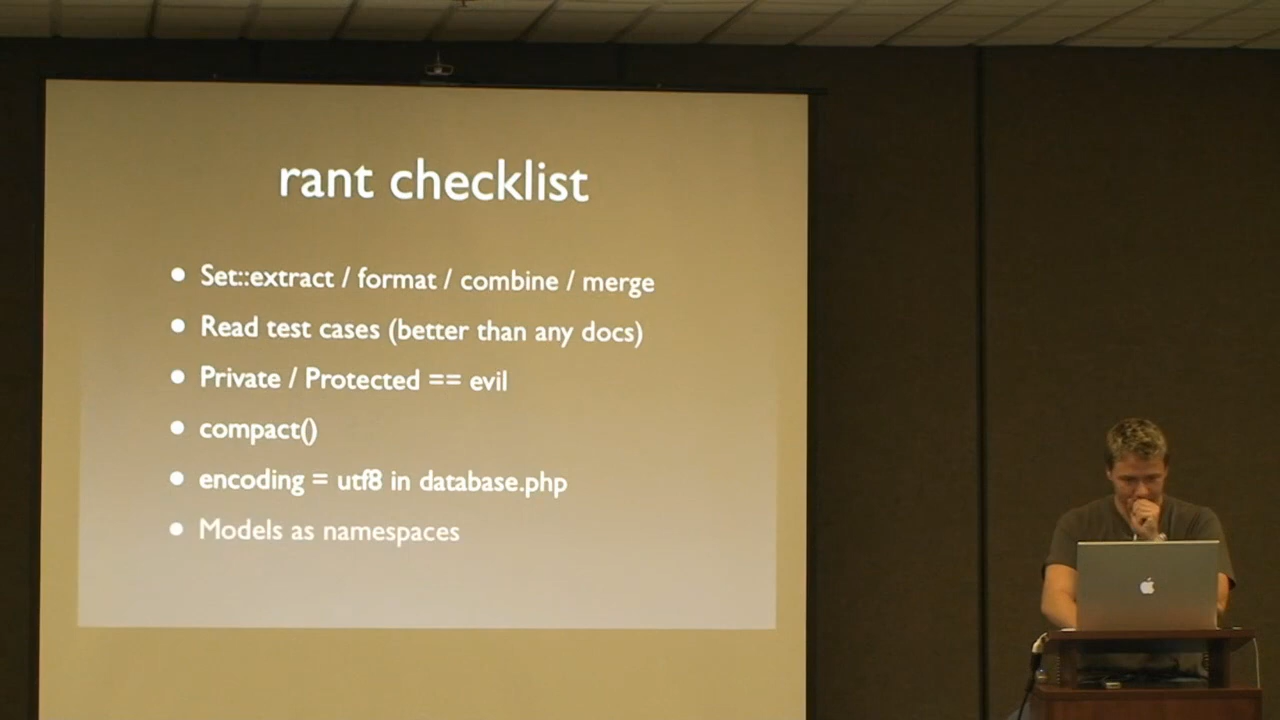 rant checklist
Set::extract / format / combine / merge
Read test cases (better than any docs)
Private / Protected == evil
compact()
encoding = utf8 in database.php
Models as namespaces